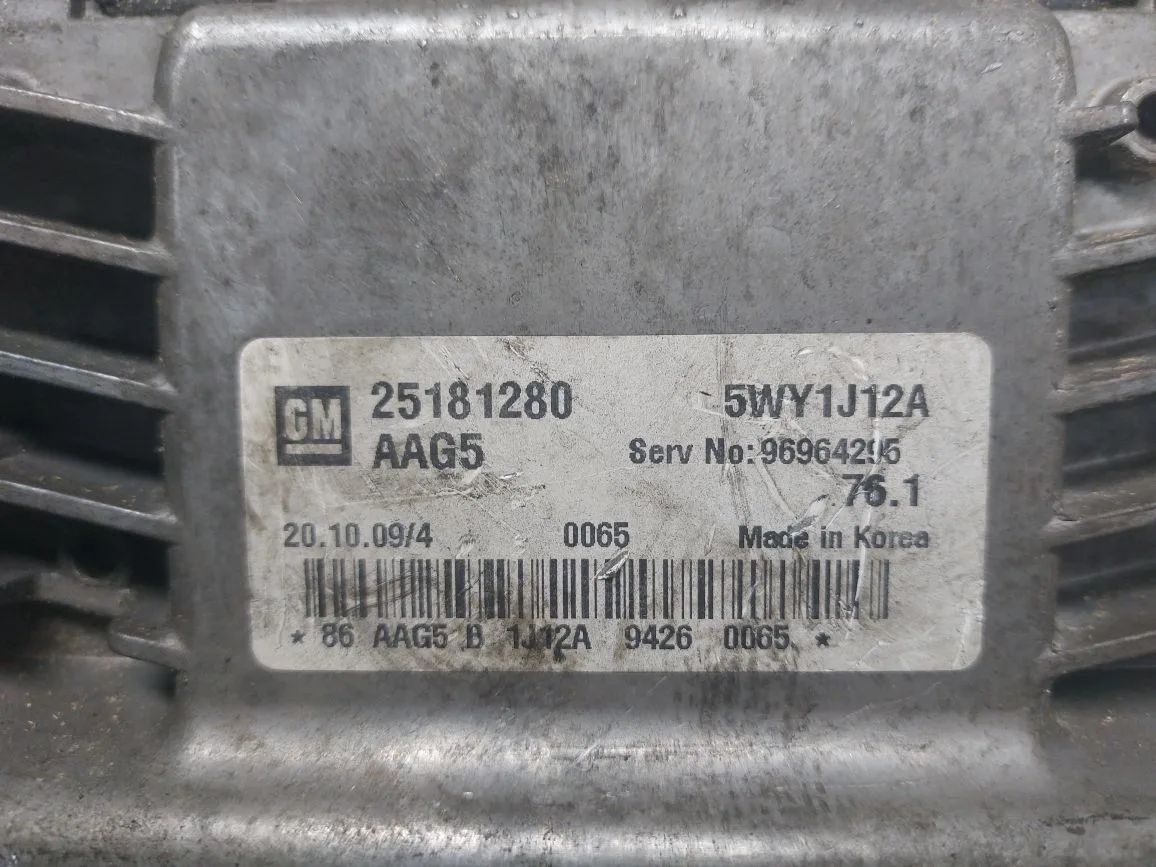 GM 25181280 5WY1J12A
AAG5 Serv No: 96964295
76.1
20.10.09/4 0065 Made in Korea
* 86 AAG5 B 1J12A 9426 0065 *